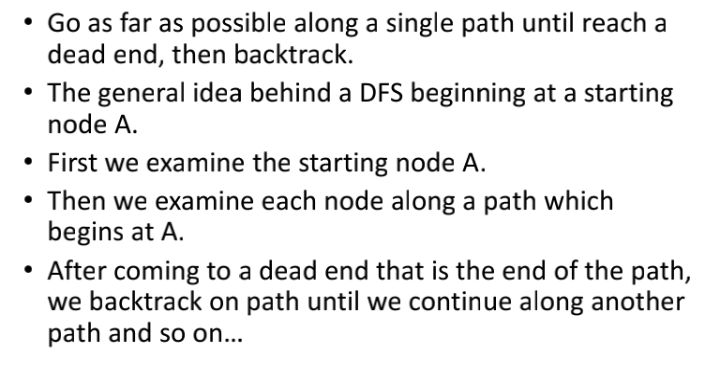 • Go as far as possible along a single path until reach a
dead end, then backtrack.
• The general idea behind a DFS beginning at a starting
node A.
• First we examine the starting node A.
• Then we examine each node along a path which
begins at A.
• After coming to a dead end that is the end of the path,
we backtrack on path until we continue along another
path and so on...